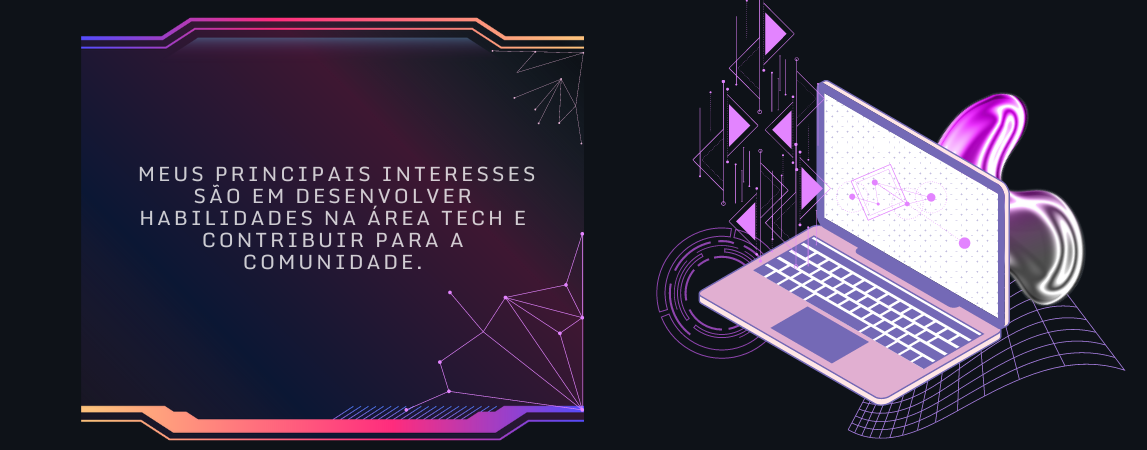 MEUS PRINCIPAIS INTERESSES
SÃO EM DESENVOLVER
HABILIDADES NA ÁREA TECH E
CONTRIBUIR PARA A
COMUNIDADE.